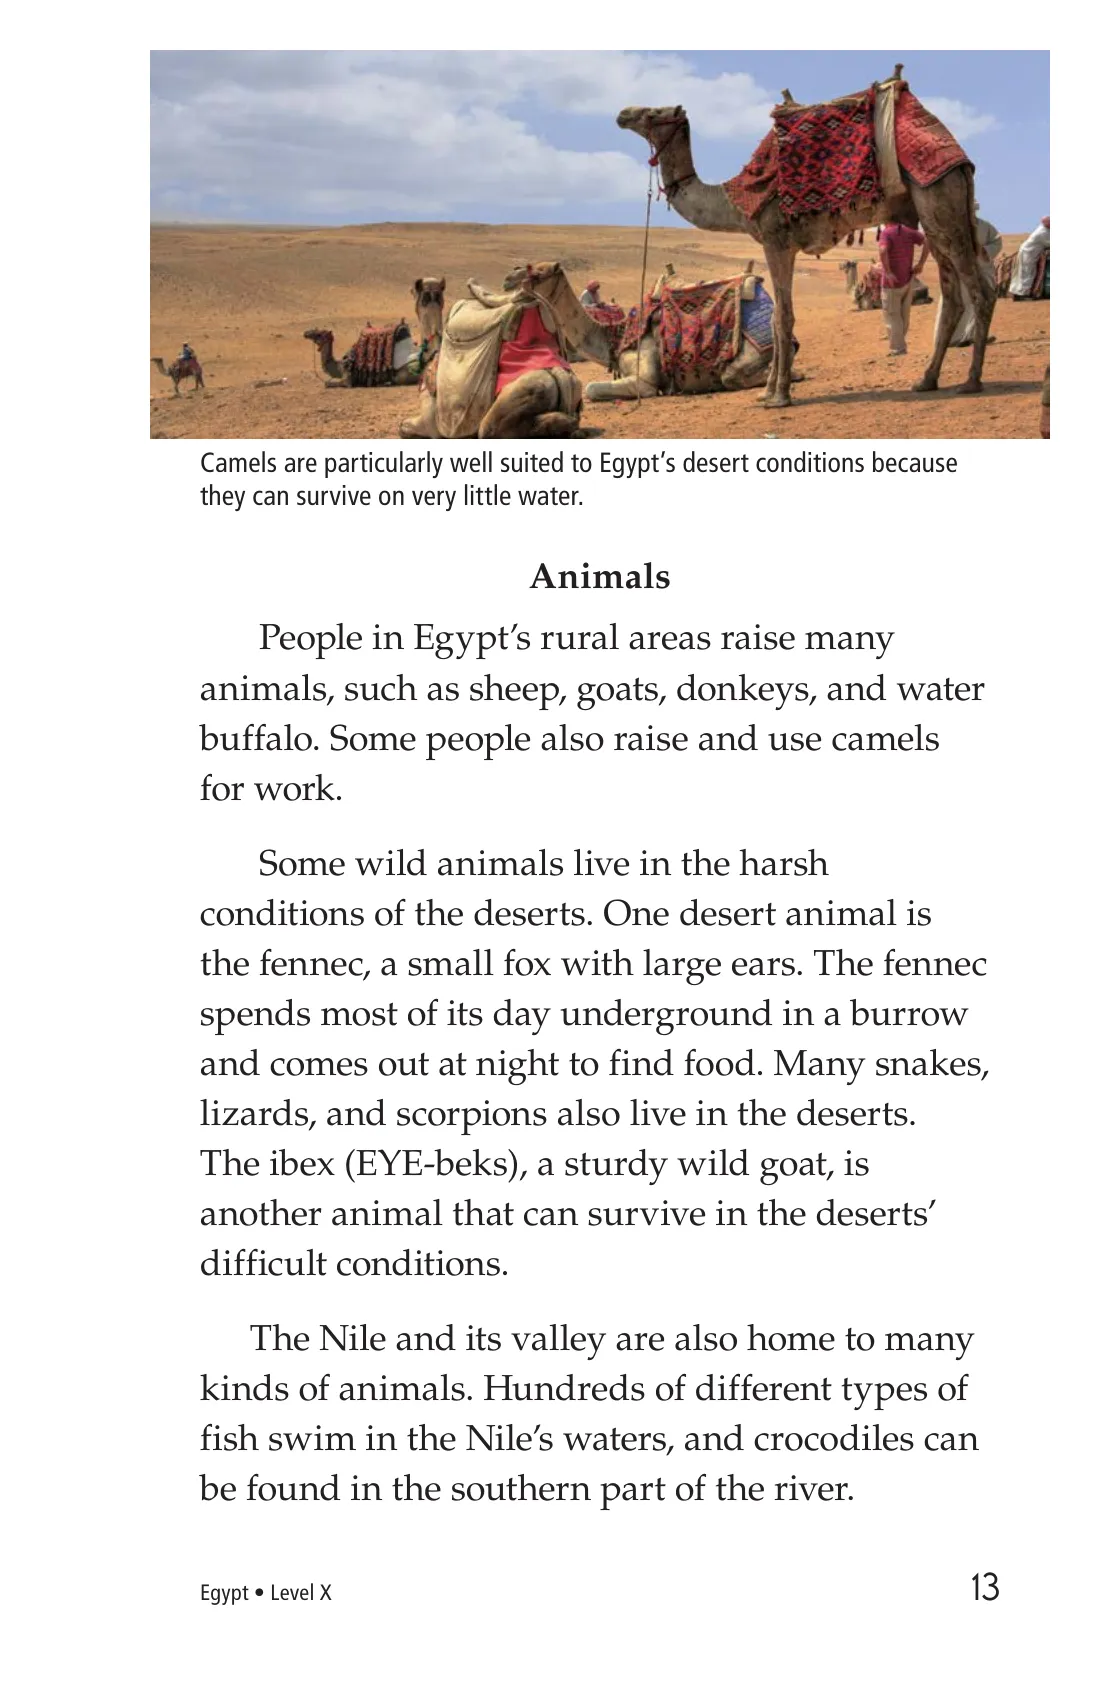 Camels are particularly well suited to Egypt’s desert conditions because
they can survive on very little water.
Animals
People in Egypt’s rural areas raise many
animals, such as sheep, goats, donkeys, and water
buffalo. Some people also raise and use camels
for work.
Some wild animals live in the harsh
conditions of the deserts. One desert animal is
the fennec, a small fox with large ears. The fennec
spends most of its day underground in a burrow
and comes out at night to find food. Many snakes,
lizards, and scorpions also live in the deserts.
The ibex (EYE-beks), a sturdy wild goat, is
another animal that can survive in the deserts’
difficult conditions.
The Nile and its valley are also home to many
kinds of animals. Hundreds of different types of
fish swim in the Nile’s waters, and crocodiles can
be found in the southern part of the river.
Egypt • Level X
13